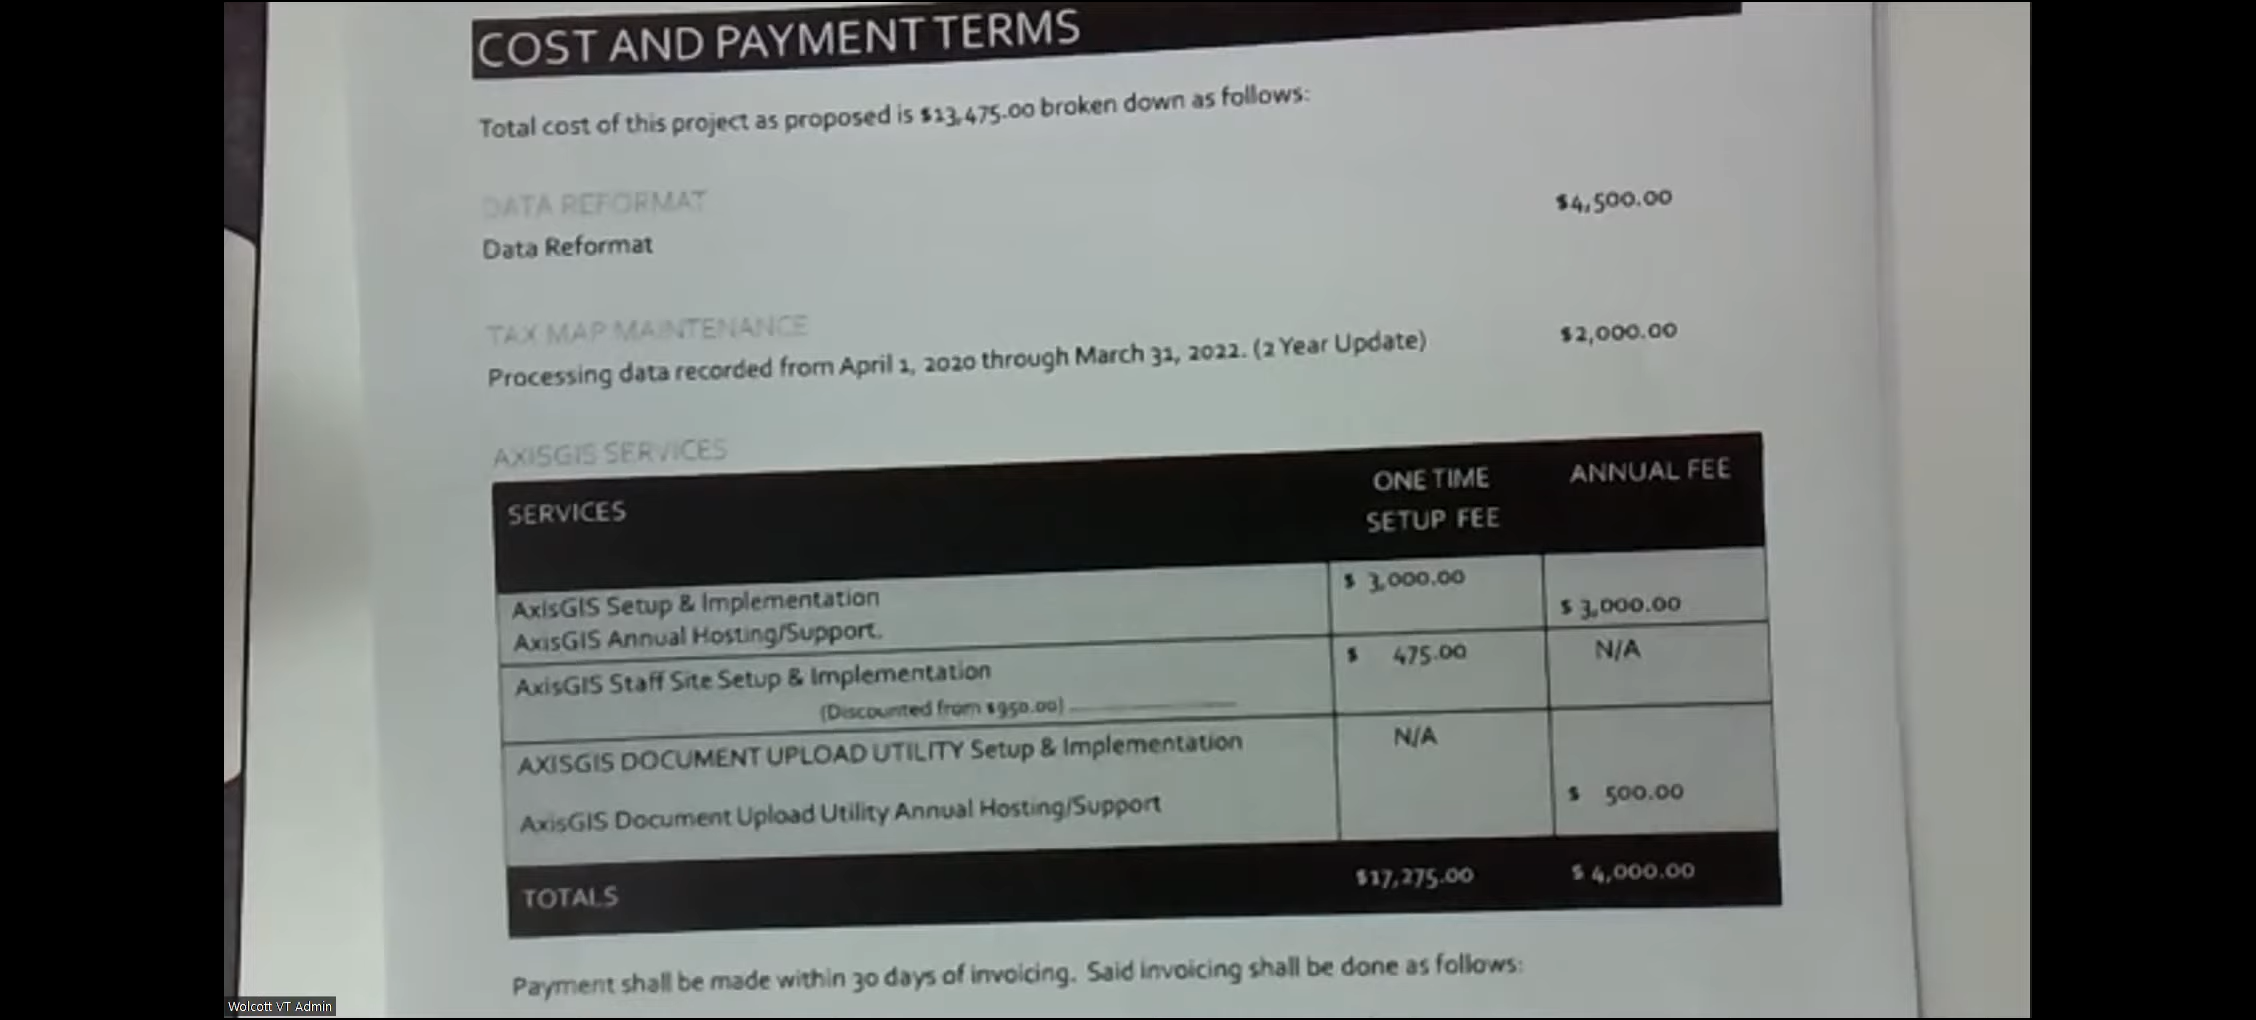 COST AND PAYMENT TERMS
Total cost of this project as proposed is $13,475.00 broken down as follows:
DATA REFORMAT
$4,500.00
Data Reformat
TAX MAP MAINTENANCE
Processing data recorded from April 1, 2020 through March 31, 2022. (2 Year Update) $2,000.00
AXISGIS SERVICES
SERVICES
ONE TIME
SETUP FEE
ANNUAL FEE
AxisGIS Setup & Implementation $ 3,000.00
AxisGIS Annual Hosting/Support. $ 3,000.00
AxisGIS Staff Site Setup & Implementation $ 475.00 N/A
(Discounted from $950.00)
AXISGIS DOCUMENT UPLOAD UTILITY Setup & Implementation N/A
AxisGIS Document Upload Utility Annual Hosting/Support $ 500.00
TOTALS $17,275.00 $ 4,000.00
Payment shall be made within 30 days of invoicing. Said invoicing shall be done as follows:
Wolcott VT Admin